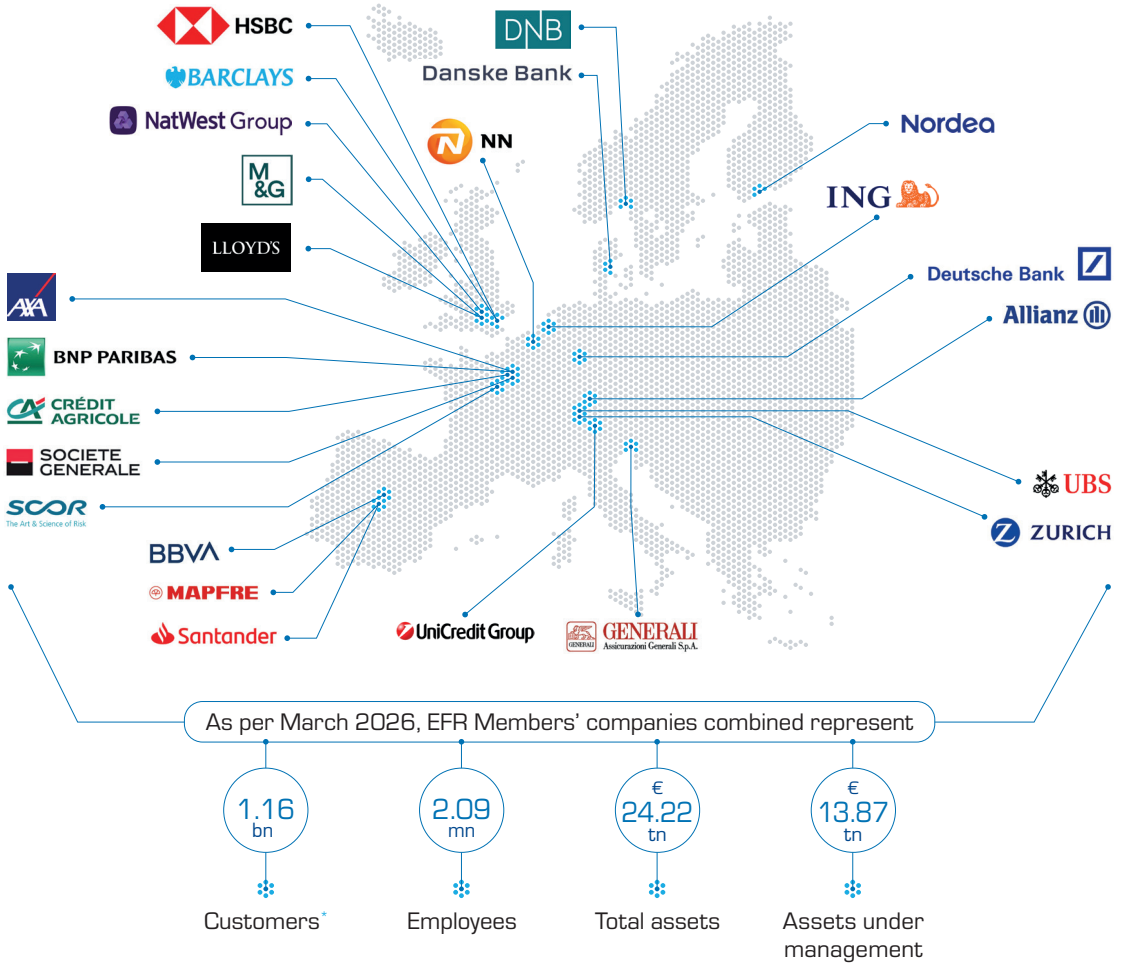 HSBC
BARCLAYS
NatWest Group
M
&G
LLOYD'S
DNB
Danske Bank
NN
Nordea
ING
Deutsche Bank
Allianz
AXA
BNP PARIBAS
CRÉDIT
AGRICOLE
SOCIETE
GENERALE
SCOR
The Art & Science of Risk
BBVA
MAPFRE
Santander
UniCredit Group
GENERALI
GENERALI
Assicurazioni Generali S.p.A.
UBS
ZURICH
As per March 2026, EFR Members' companies combined represent
1.16
bn
Customers*
2.09
mn
Employees
€
24.22
tn
Total assets
€
13.87
tn
Assets under
management